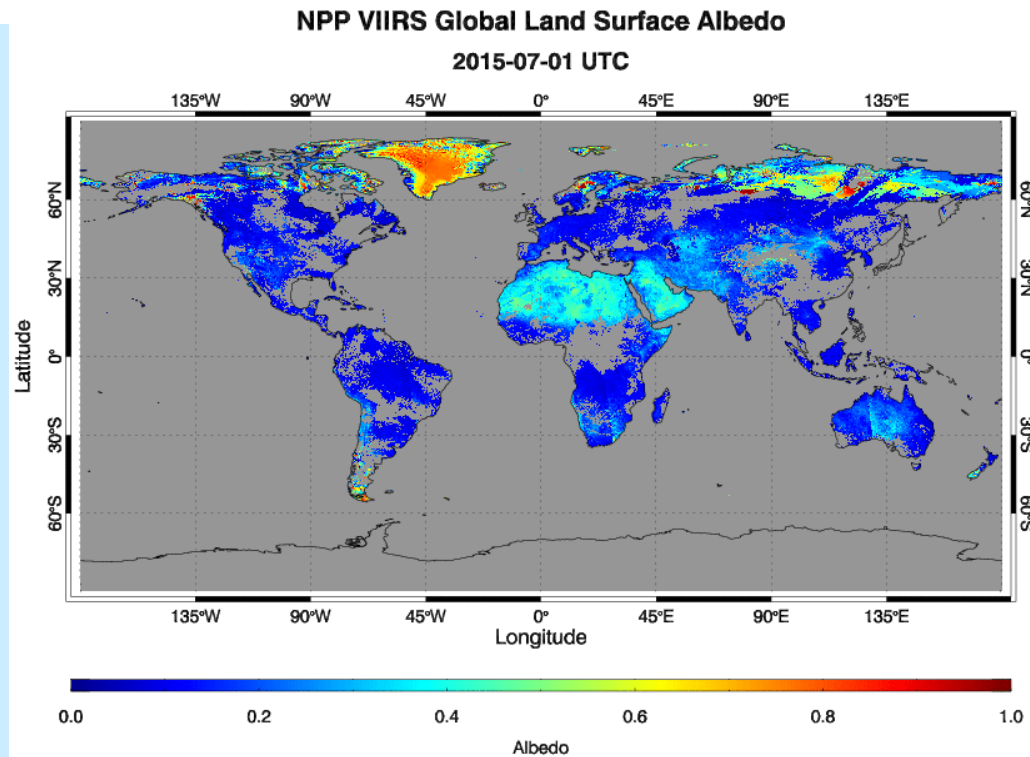 NPP VIIRS Global Land Surface Albedo
2015-07-01 UTC
135°W 90°W 45°W 0° 45°E 90°E 135°E
60°N 60°N
30°N 30°N
0° 0°
30°S 30°S
60°S 60°S
Latitude
135°W 90°W 45°W 0° 45°E 90°E 135°E
Longitude
0.0 0.2 0.4 0.6 0.8 1.0
Albedo